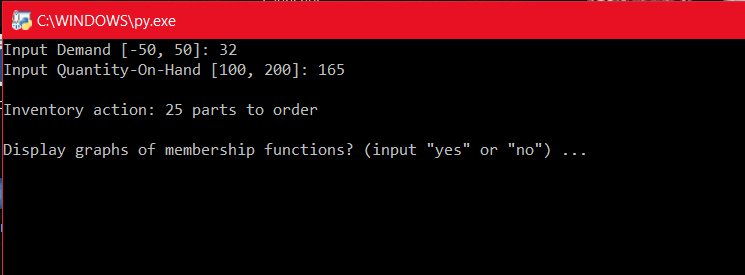 C:\WINDOWS\py.exe
Input Demand [-50, 50]: 32
Input Quantity-On-Hand [100, 200]: 165
Inventory action: 25 parts to order
Display graphs of membership functions? (input "yes" or "no") ...